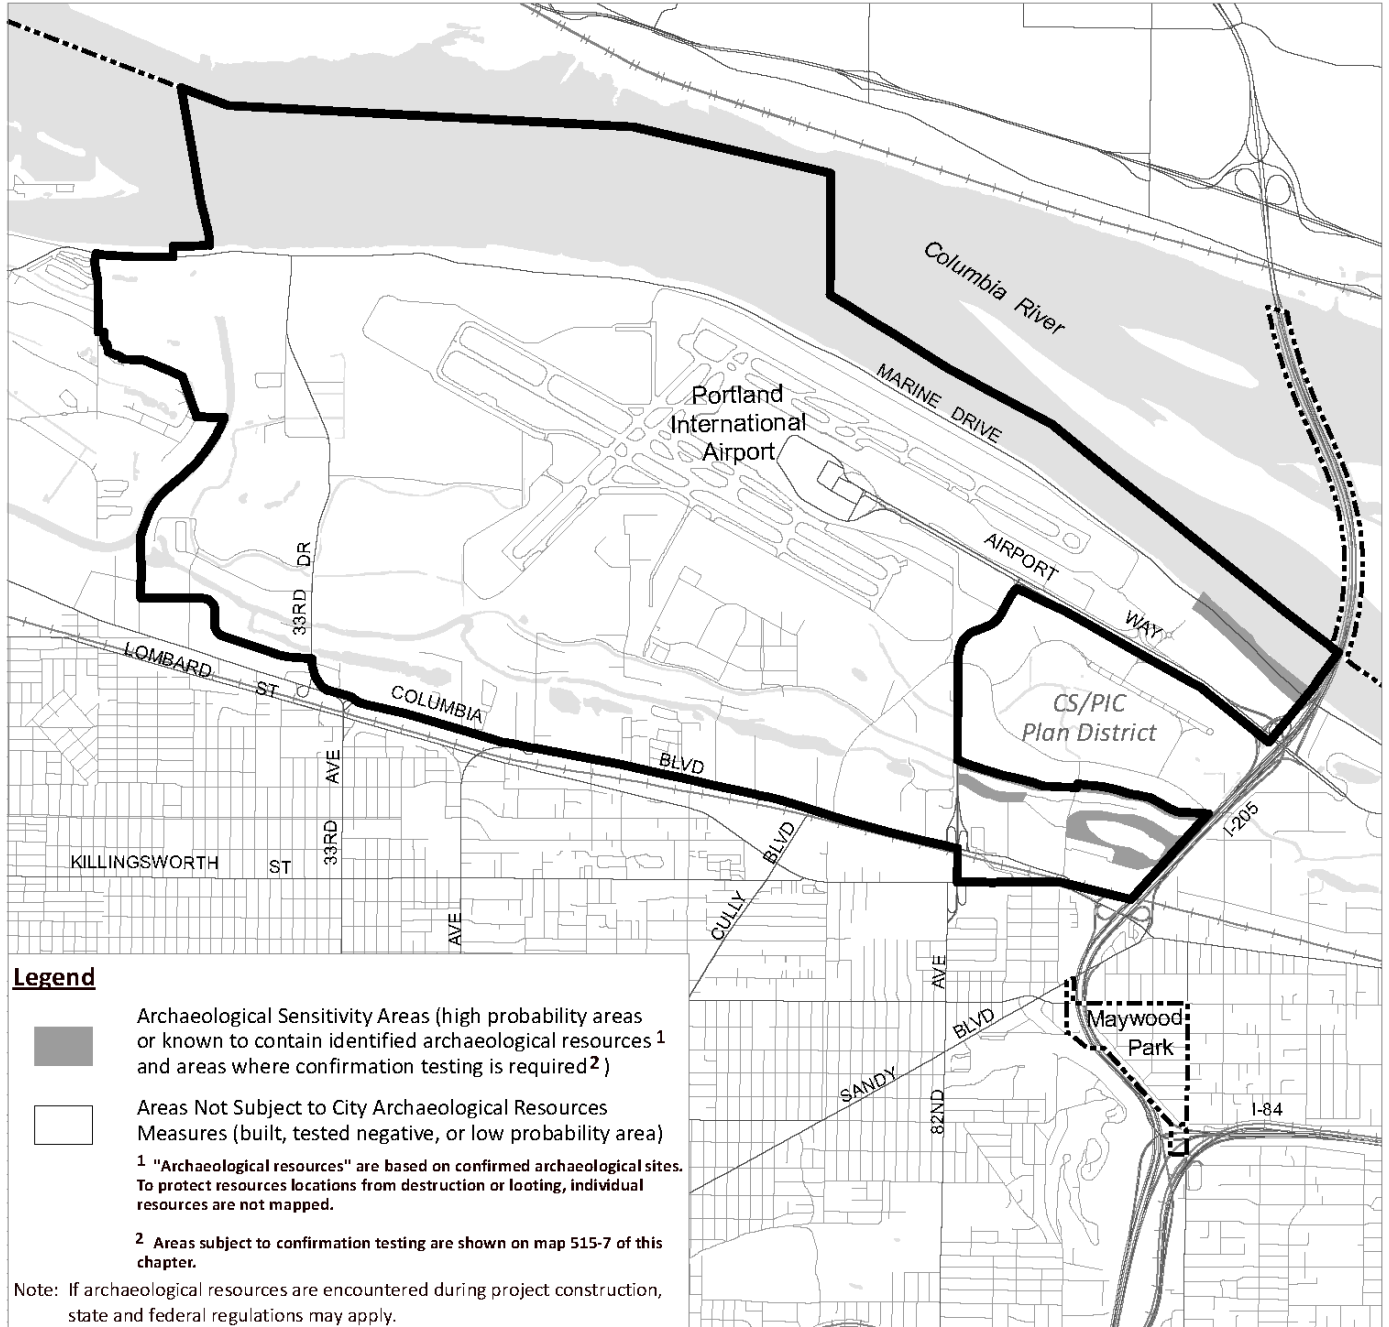 Columbia River
MARINE DRIVE
Portland
International
Airport
AIRPORT
WAY
33RD DR
LOMBARD ST
COLUMBIA
BLVD
CS/PIC
Plan District
I-205
33RD AVE
KILLINGSWORTH ST
CULLY BLVD
AVE
82ND AVE
SANDY BLVD
Maywood
Park
I-84
Legend
Archaeological Sensitivity Areas (high probability areas
or known to contain identified archaeological resources 1
and areas where confirmation testing is required 2 )
Areas Not Subject to City Archaeological Resources
Measures (built, tested negative, or low probability area)
1 "Archaeological resources" are based on confirmed archaeological sites.
To protect resources locations from destruction or looting, individual
resources are not mapped.
2 Areas subject to confirmation testing are shown on map 515-7 of this
chapter.
Note: If archaeological resources are encountered during project construction,
state and federal regulations may apply.